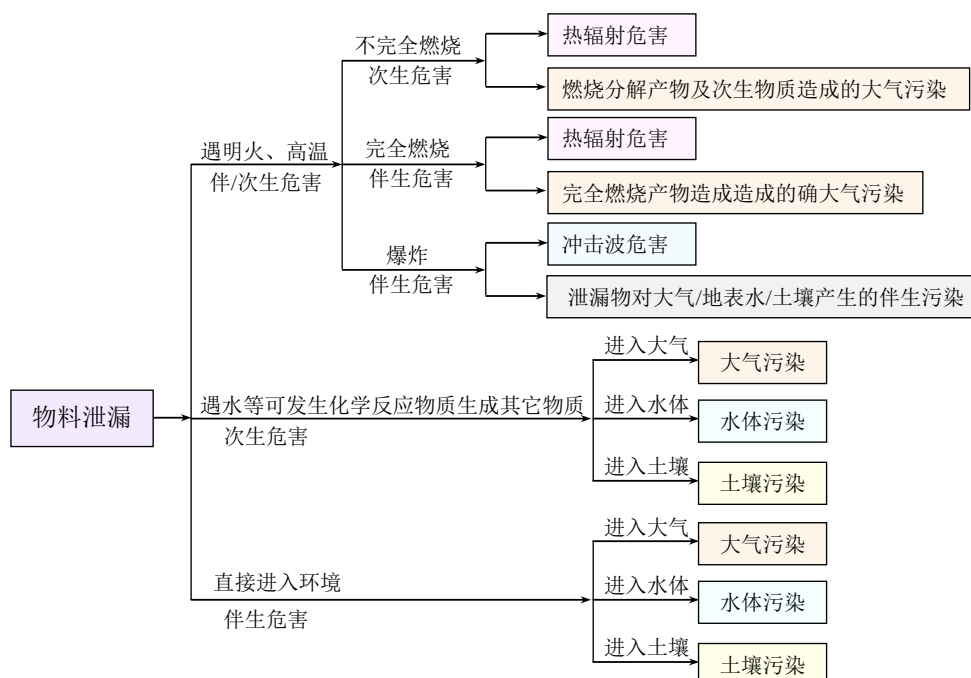 不完全燃烧
次生危害
热辐射危害
燃烧分解产物及次生物质造成的大气污染
遇明火、高温
伴/次生危害
完全燃烧
伴生危害
热辐射危害
完全燃烧产物造成造成的确大气污染
爆炸
伴生危害
冲击波危害
泄漏物对大气/地表水/土壤产生的伴生污染
物料泄漏
遇水等可发生化学反应物质生成其它物质
次生危害
进入大气
大气污染
进入水体
水体污染
进入土壤
土壤污染
直接进入环境
伴生危害
进入大气
大气污染
进入水体
水体污染
进入土壤
土壤污染